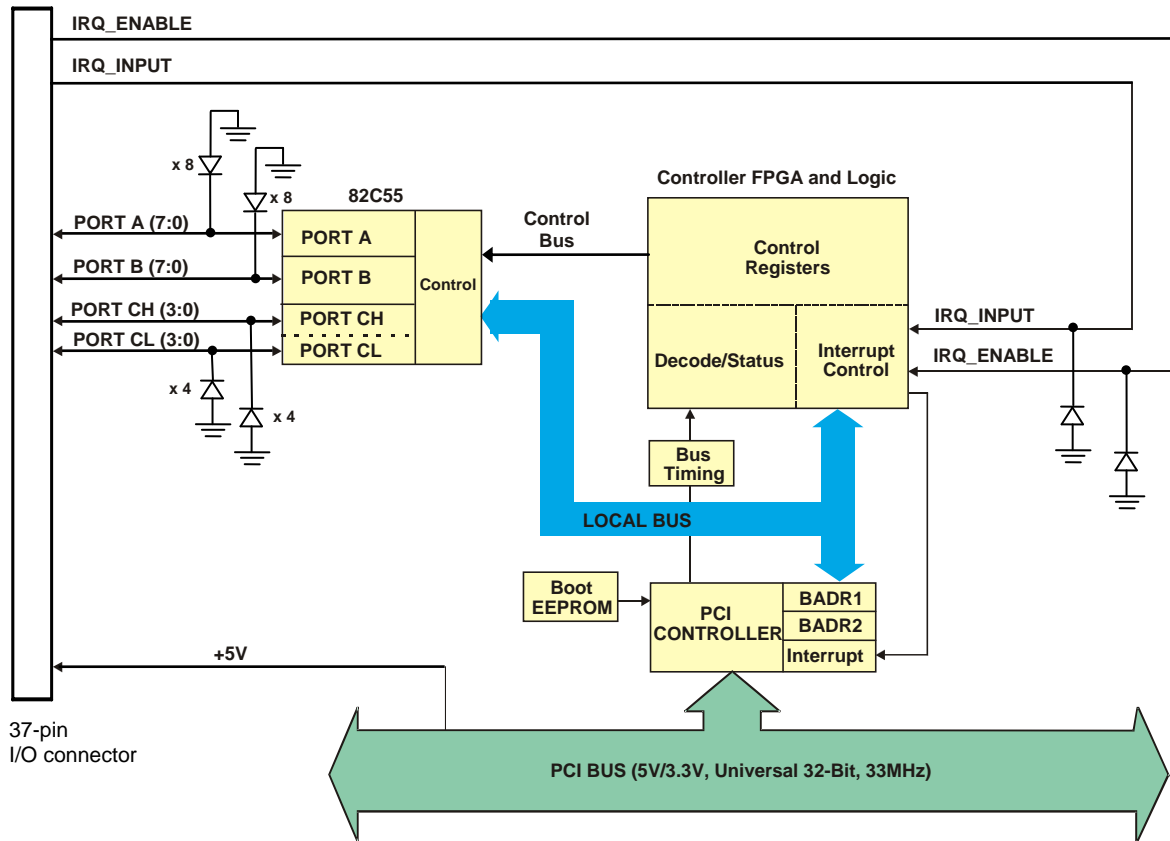 IRQ_ENABLE
IRQ_INPUT
x 8
x 8
82C55
Controller FPGA and Logic
PORT A (7:0)
PORT B (7:0)
PORT CH (3:0)
PORT CL (3:0)
PORT A
PORT B
PORT CH
PORT CL
Control
Control
Bus
Control
Registers
Decode/Status
Interrupt
Control
IRQ_INPUT
IRQ_ENABLE
x 4
x 4
Bus
Timing
LOCAL BUS
Boot
EEPROM
PCI
CONTROLLER
BADR1
BADR2
Interrupt
+5V
37-pin
I/O connector
PCI BUS (5V/3.3V, Universal 32-Bit, 33MHz)